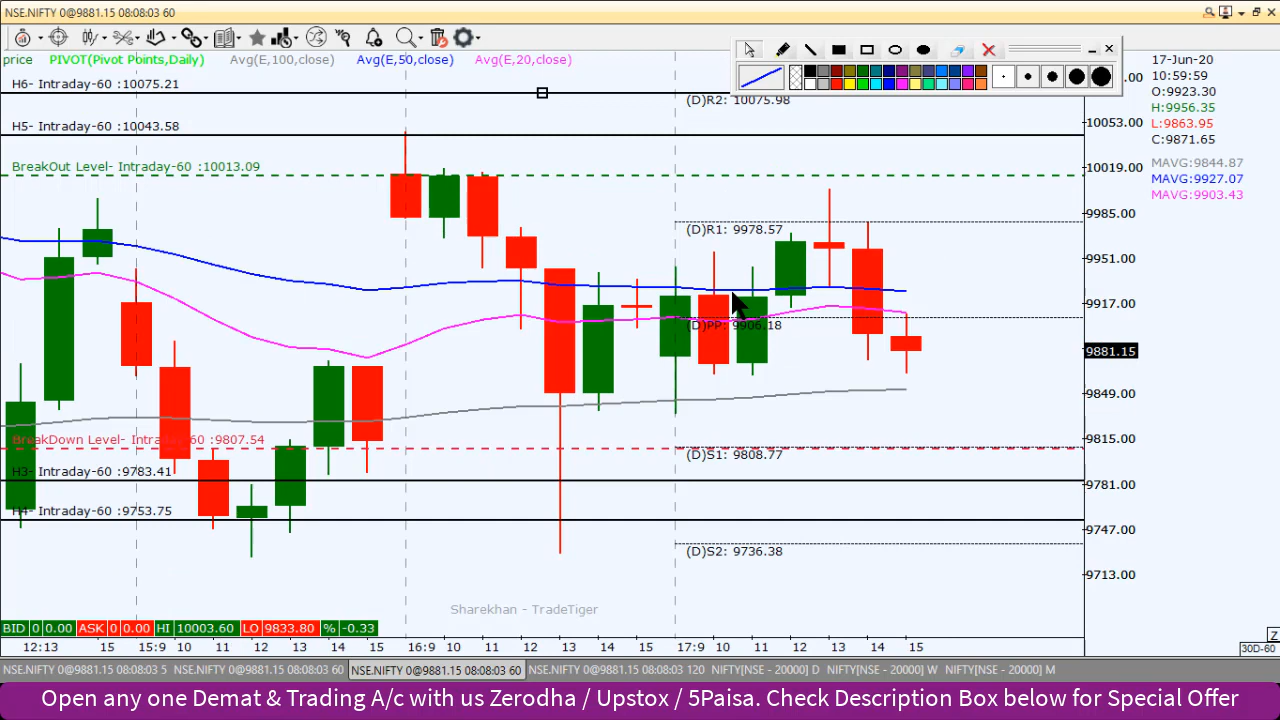 NSE.NIFTY 0@9881.15 08:08:03 60
price PIVOT(Pivot Points,Daily) Avg(E,100,close) Avg(E,50,close) Avg(E,20,close)
17-Jun-20
10:59:59
O:9923.30
H:9956.35
L:9863.95
C:9871.65
MAVG:9844.87
MAVG:9927.07
MAVG:9903.43
H6- Intraday-60 :10075.21
(D)R2: 10075.98
H5- Intraday-60 :10043.58
BreakOut Level- Intraday-60 :10013.09
(D)R1: 9978.57
(D)PP: 9906.18
BreakDown Level- Intraday-60 :9807.54
(D)S1: 9808.77
H3- Intraday-60 :9783.41
H4- Intraday-60 :9753.75
(D)S2: 9736.38
.00
10053.00
10019.00
9985.00
9951.00
9917.00
9881.15
9849.00
9815.00
9781.00
9747.00
9713.00
Sharekhan - TradeTiger
BID 0 0.00 ASK 0 0.00 HI 10003.60 LO 9833.80 % -0.33
12:13 14 15 15:9 10 11 12 13 14 15 16:9 10 11 12 13 14 15 17:9 10 11 12 13 14 15
Z
30D-60
NSE.NIFTY 0@9881.15 08:08:03 5 NSE.NIFTY 0@9881.15 08:08:03 60 NSE.NIFTY 0@9881.15 08:08:03 60 NSE.NIFTY 0@9881.15 08:08:03 120 NIFTY[NSE - 20000] D NIFTY[NSE - 20000] W NIFTY[NSE - 20000] M
Open any one Demat & Trading A/c with us Zerodha / Upstox / 5Paisa. Check Description Box below for Special Offer